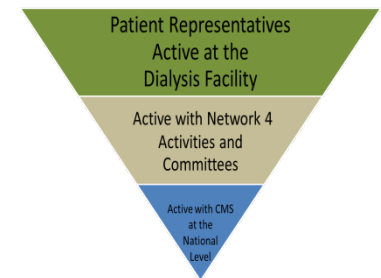 Patient Representatives
Active at the
Dialysis Facility
Active with Network 4
Activities and
Committees
Active with CMS
at the
National
Level